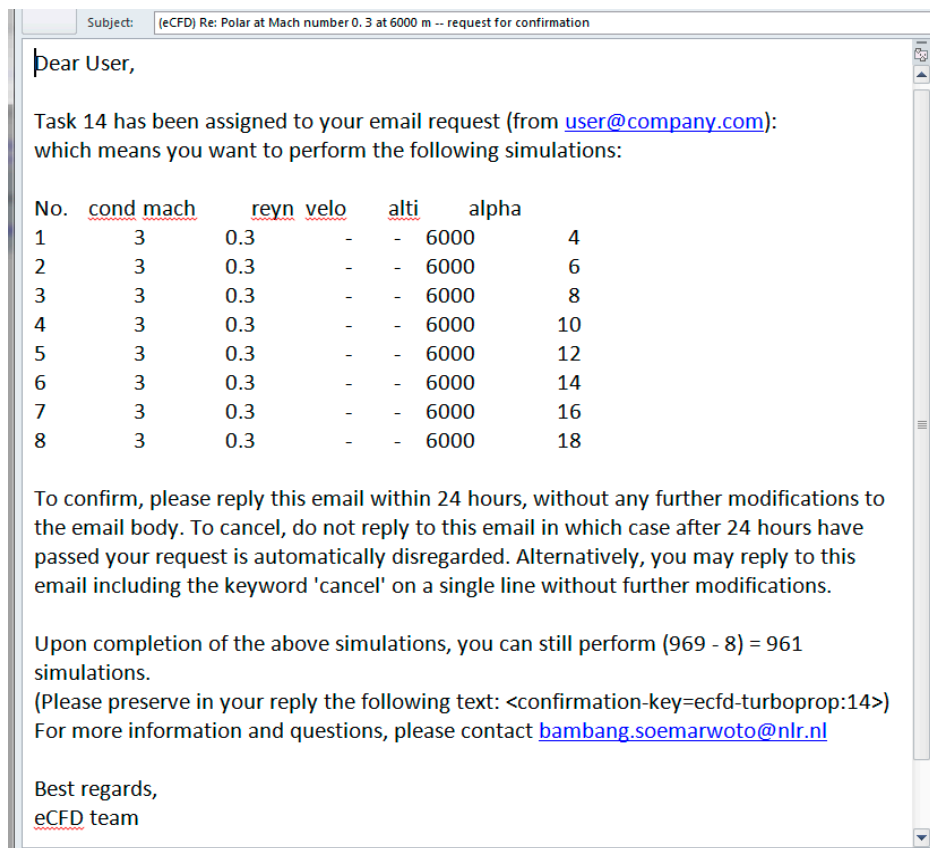 Subject: (eCFD) Re: Polar at Mach number 0. 3 at 6000 m -- request for confirmation
Dear User,
Task 14 has been assigned to your email request (from user@company.com):
which means you want to perform the following simulations:
No. cond mach reyn velo alti alpha
1 3 0.3 - - 6000 4
2 3 0.3 - - 6000 6
3 3 0.3 - - 6000 8
4 3 0.3 - - 6000 10
5 3 0.3 - - 6000 12
6 3 0.3 - - 6000 14
7 3 0.3 - - 6000 16
8 3 0.3 - - 6000 18
To confirm, please reply this email within 24 hours, without any further modifications to
the email body. To cancel, do not reply to this email in which case after 24 hours have
passed your request is automatically disregarded. Alternatively, you may reply to this
email including the keyword 'cancel' on a single line without further modifications.
Upon completion of the above simulations, you can still perform (969 - 8) = 961
simulations.
(Please preserve in your reply the following text: <confirmation-key=ecfd-turboprop:14>)
For more information and questions, please contact bambang.soemarwoto@nlr.nl
Best regards,
eCFD team